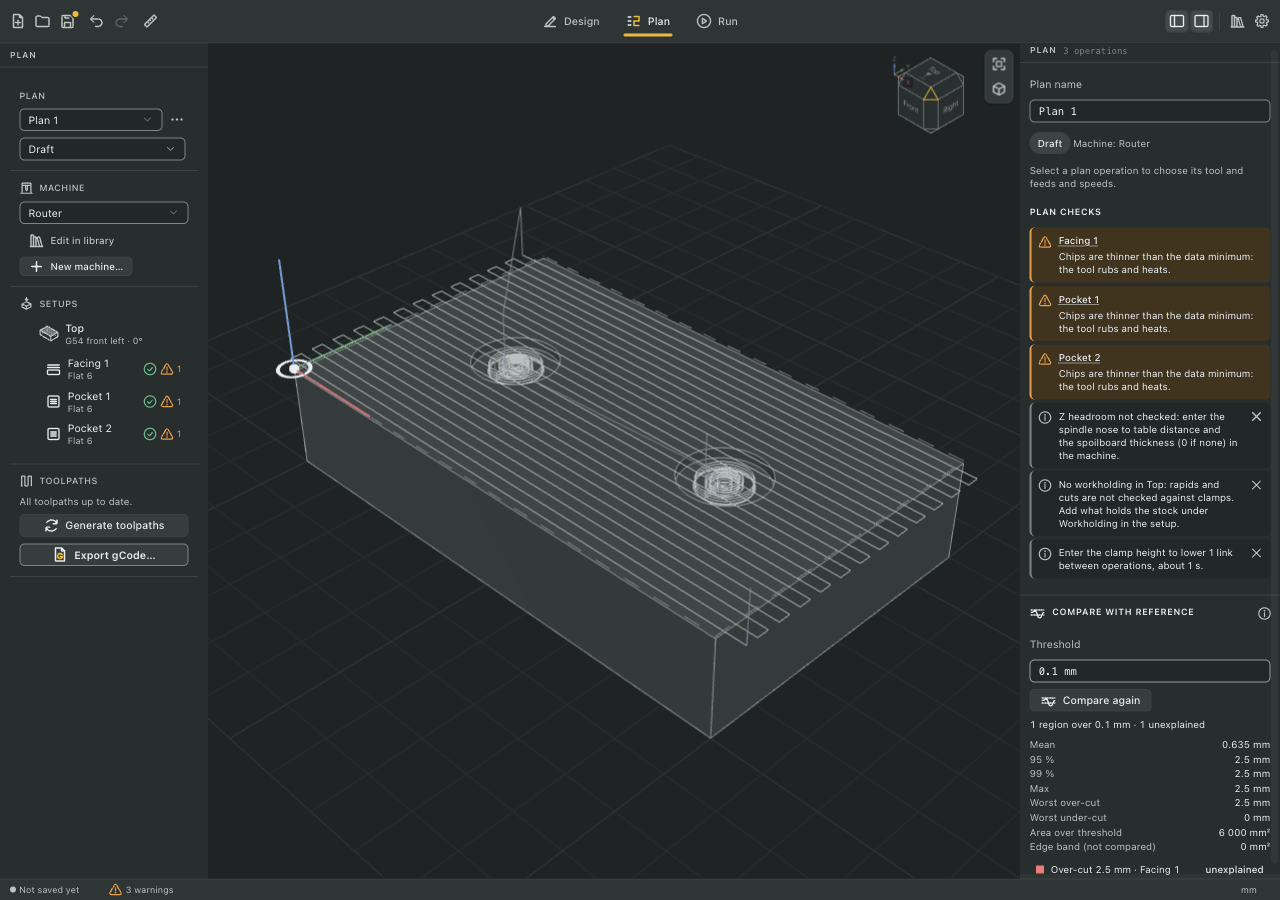 Design
Plan
Run
PLAN
PLAN
Plan 1
Draft
MACHINE
Router
Edit in library
New machine...
SETUPS
Top
G54 front left · 0°
Facing 1
Flat 6
1
Pocket 1
Flat 6
1
Pocket 2
Flat 6
1
TOOLPATHS
All toolpaths up to date.
Generate toolpaths
Export gCode...
Top
Front
Right
PLAN 3 operations
Plan name
Plan 1
Draft Machine: Router
Select a plan operation to choose its tool and
feeds and speeds.
PLAN CHECKS
Facing 1
Chips are thinner than the data minimum:
the tool rubs and heats.
Pocket 1
Chips are thinner than the data minimum:
the tool rubs and heats.
Pocket 2
Chips are thinner than the data minimum:
the tool rubs and heats.
Z headroom not checked: enter the
spindle nose to table distance and
the spoilboard thickness (0 if none) in
the machine.
No workholding in Top: rapids and
cuts are not checked against clamps.
Add what holds the stock under
Workholding in the setup.
Enter the clamp height to lower 1 link
between operations, about 1 s.
COMPARE WITH REFERENCE
Threshold
0.1 mm
Compare again
1 region over 0.1 mm · 1 unexplained
Mean 0.635 mm
95 % 2.5 mm
99 % 2.5 mm
Max 2.5 mm
Worst over-cut 2.5 mm
Worst under-cut 0 mm
Area over threshold 6 000 mm²
Edge band (not compared) 0 mm²
Over-cut 2.5 mm · Facing 1 unexplained
Not saved yet
3 warnings
mm